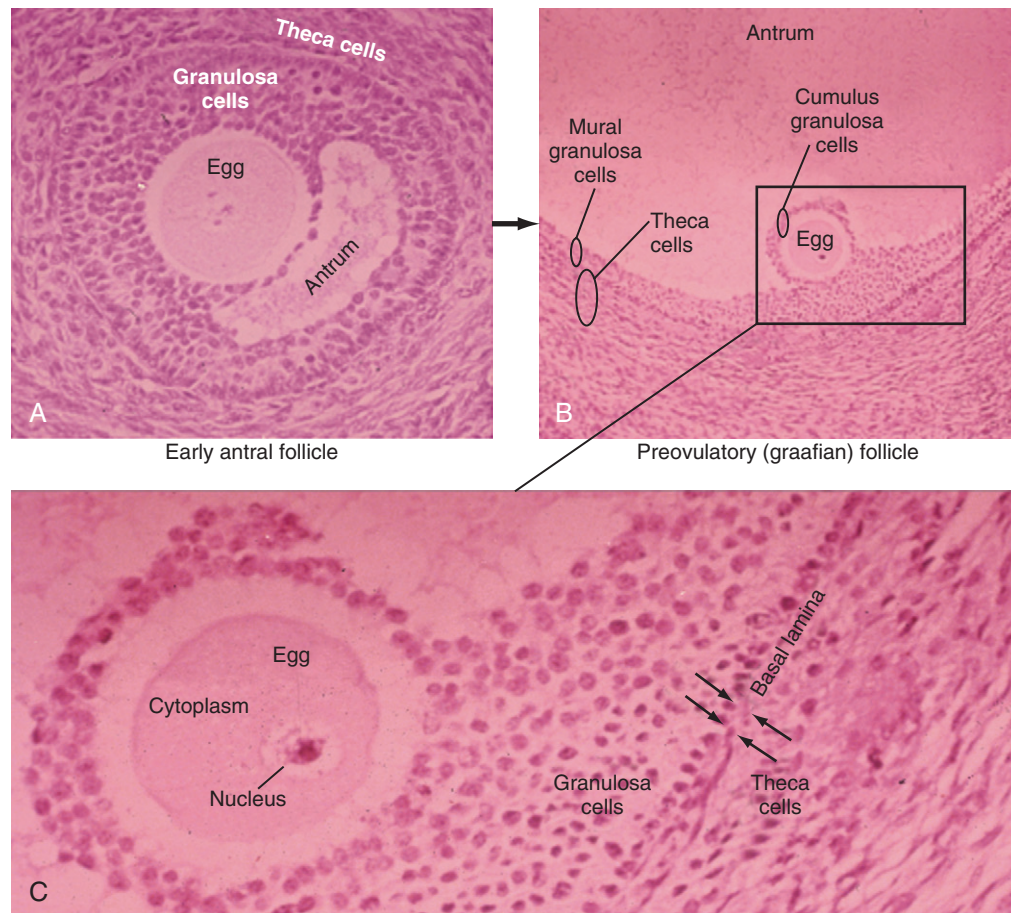 Theca cells
Granulosa
cells
Egg
Antrum
A
Early antral follicle
Antrum
Cumulus
granulosa
cells
Mural
granulosa
cells
Theca
cells
Egg
B
Preovulatory (graafian) follicle
Egg
Cytoplasm
Nucleus
Basal lamina
Granulosa
cells
Theca
cells
C